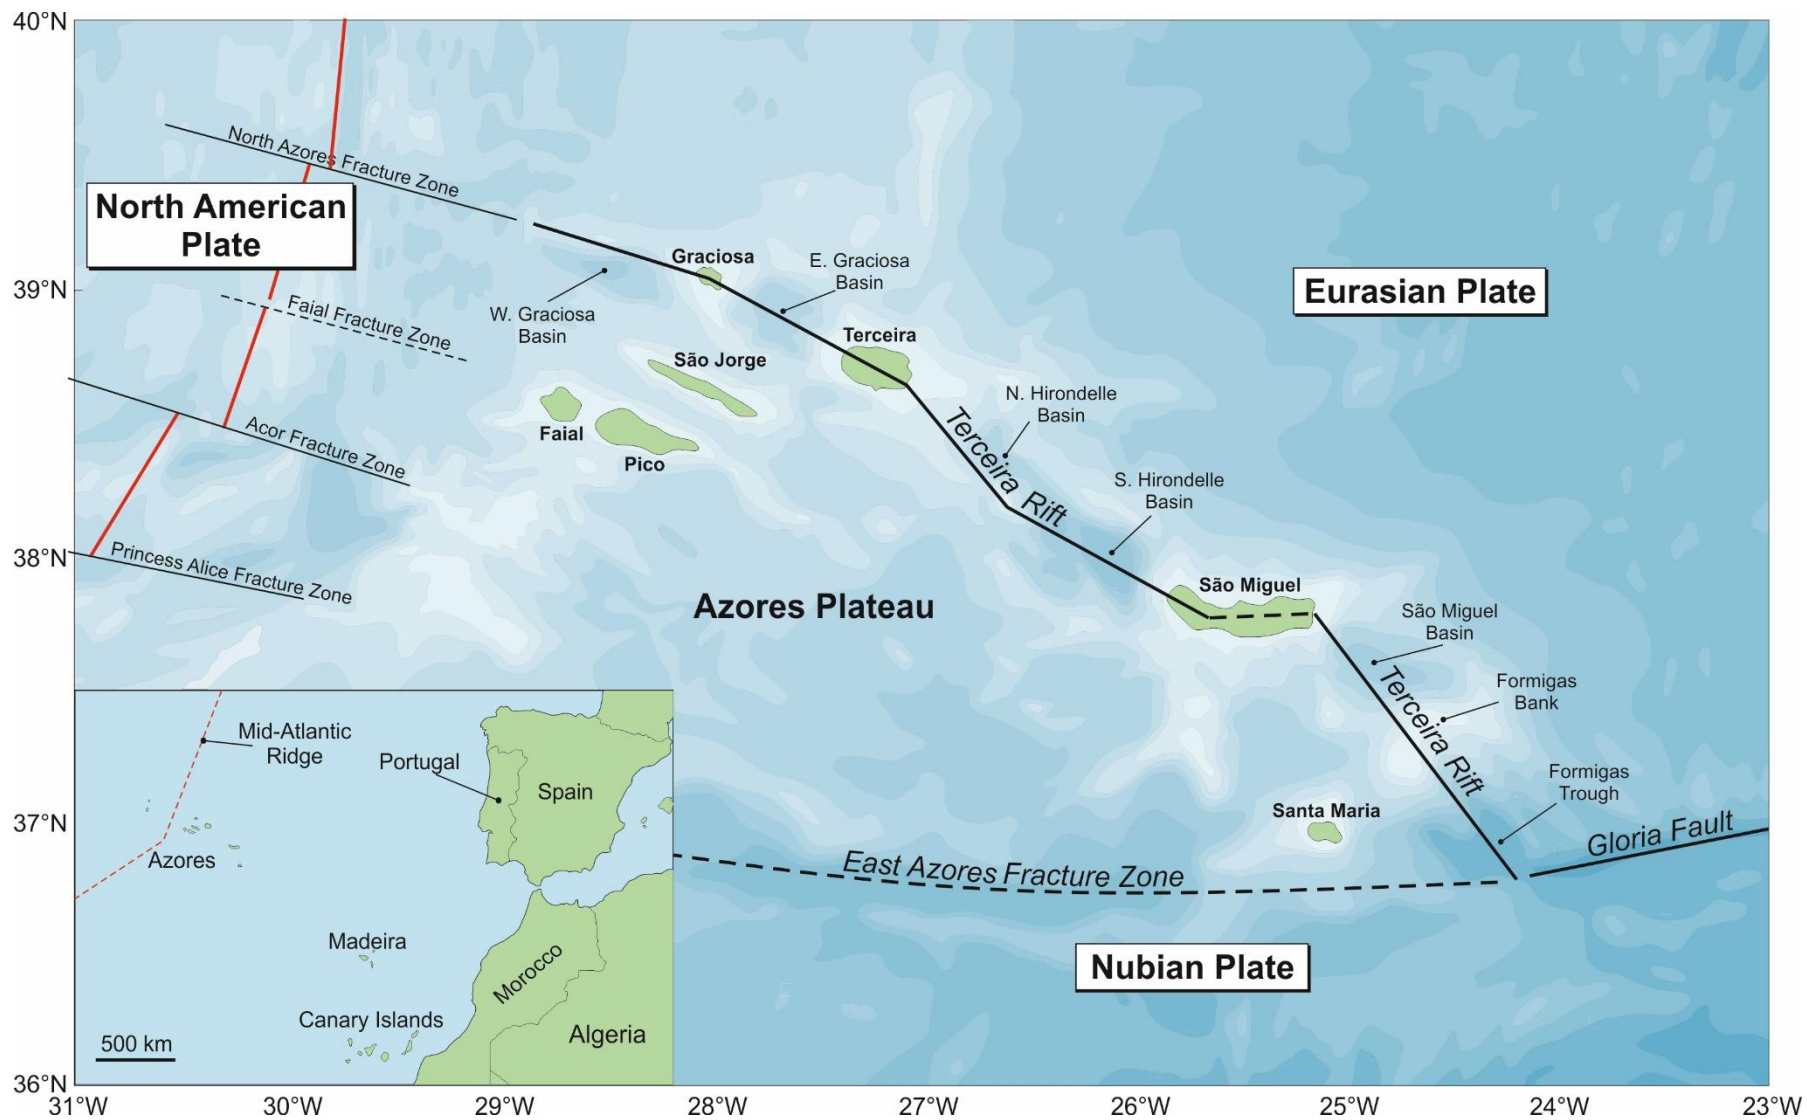 40°N
39°N
38°N
37°N
36°N
31°W
30°W
29°W
28°W
27°W
26°W
25°W
24°W
23°W
North Azores Fracture Zone
North American
Plate
Faial Fracture Zone
Acor Fracture Zone
Princess Alice Fracture Zone
Graciosa
E. Graciosa
Basin
W. Graciosa
Basin
Terceira
São Jorge
Faial
Pico
Eurasian Plate
N. Hirondelle
Basin
Terceira Rift
S. Hirondelle
Basin
Azores Plateau
São Miguel
São Miguel
Basin
Terceira Rift
Formigas
Bank
Formigas
Trough
Santa Maria
Gloria Fault
East Azores Fracture Zone
Nubian Plate
Mid-Atlantic
Ridge
Portugal
Spain
Azores
Madeira
Morocco
Canary Islands
Algeria
500 km